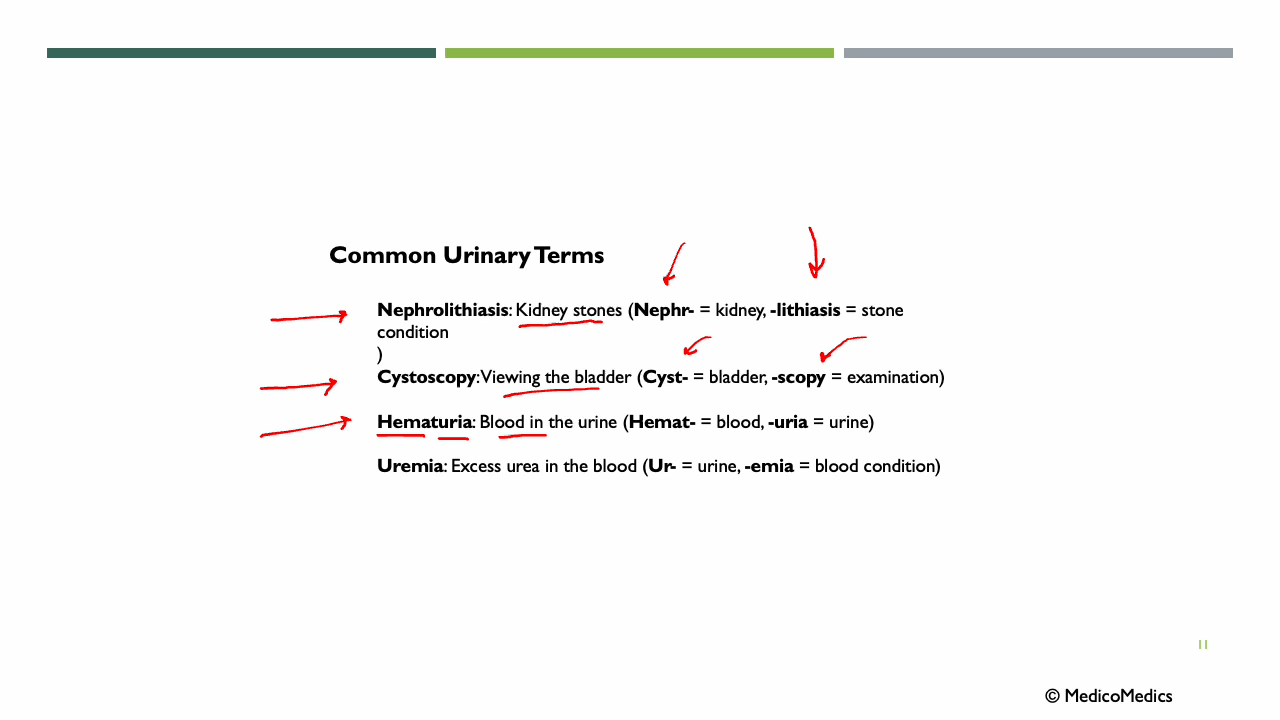 Common Urinary Terms
Nephrolithiasis: Kidney stones (Nephr- = kidney, -lithiasis = stone
condition
)
Cystoscopy: Viewing the bladder (Cyst- = bladder, -scopy = examination)
Hematuria: Blood in the urine (Hemat- = blood, -uria = urine)
Uremia: Excess urea in the blood (Ur- = urine, -emia = blood condition)
11
© MedicoMedics